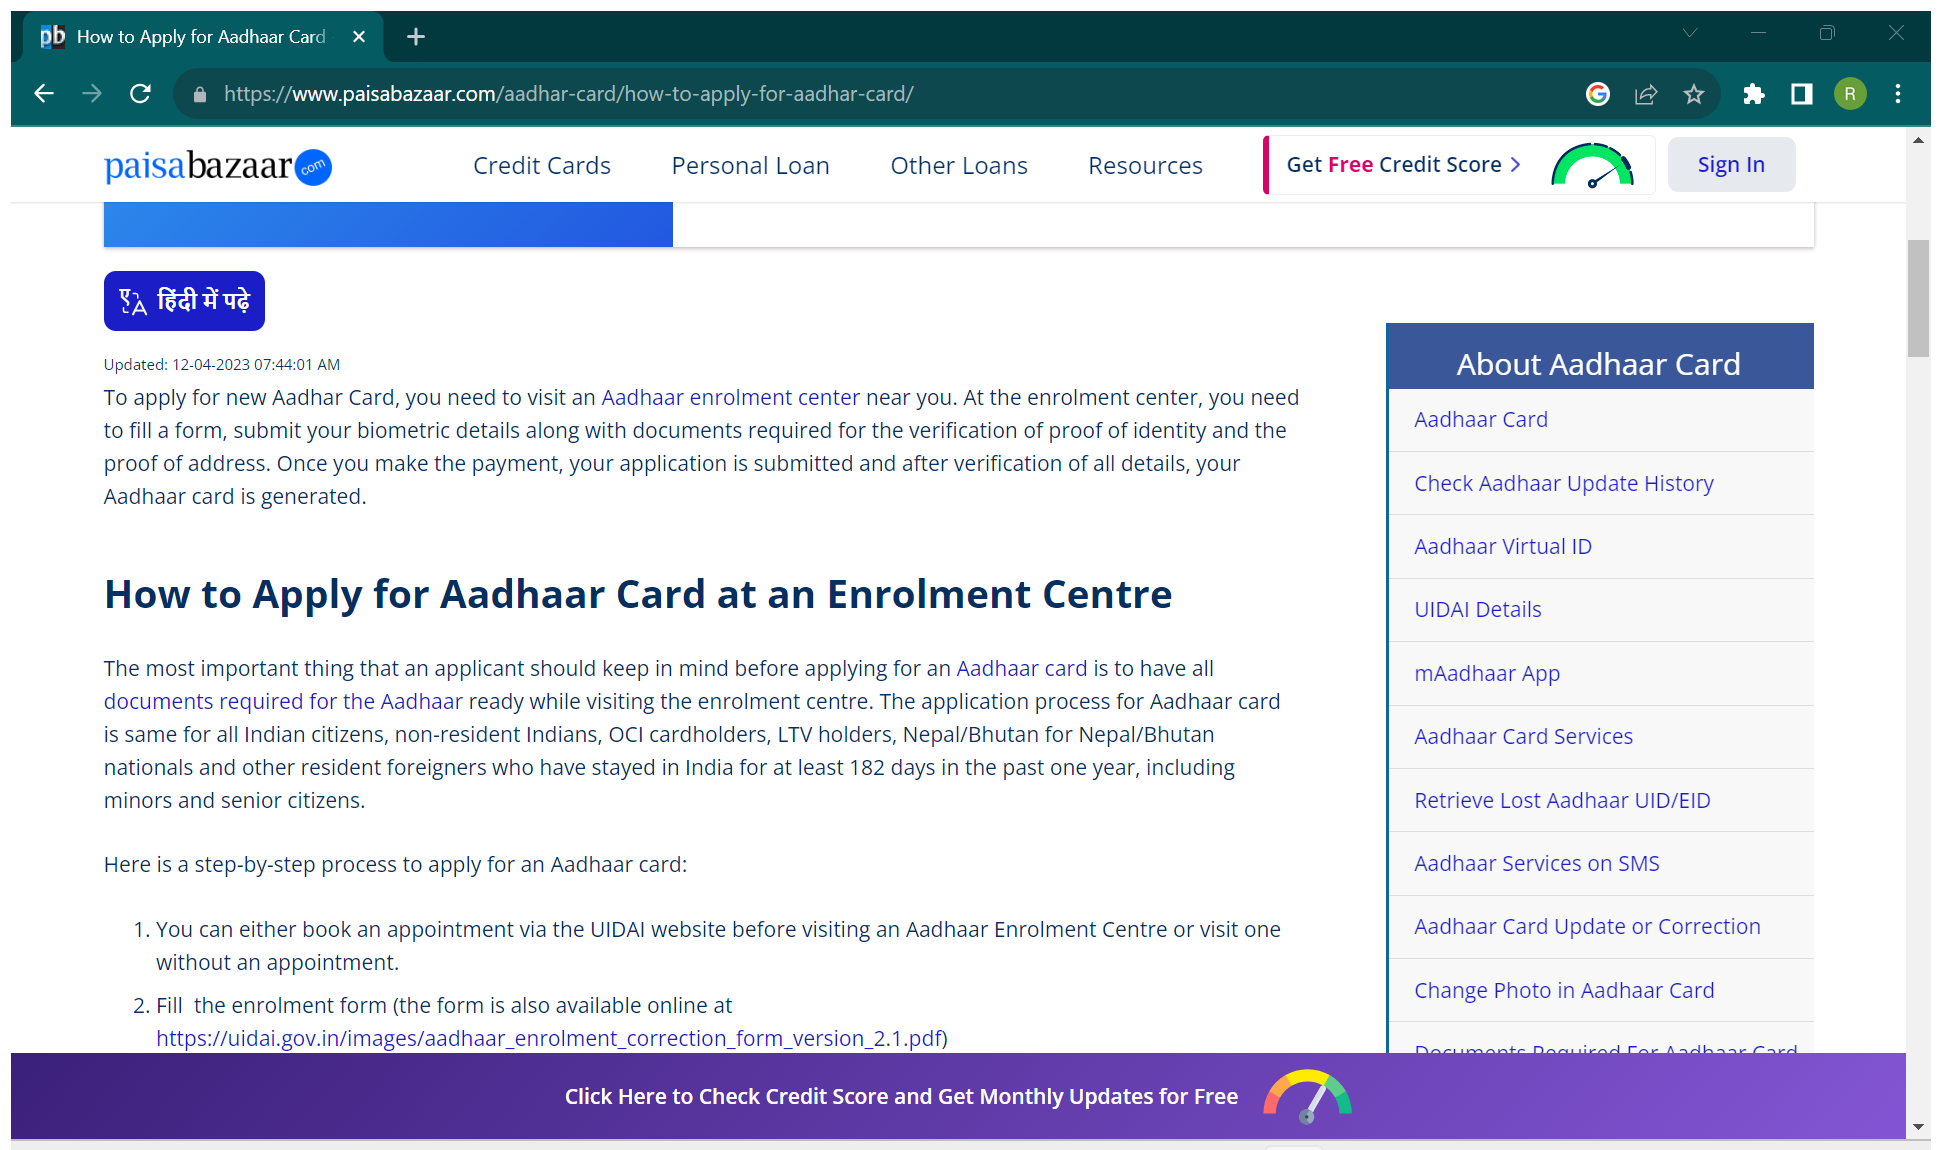 pb How to Apply for Aadhaar Card
https://www.paisabazaar.com/aadhar-card/how-to-apply-for-aadhar-card/
R
paisabazaar com
Credit Cards
Personal Loan
Other Loans
Resources
Get Free Credit Score >
Sign In
हिंदी में पढ़े
Updated: 12-04-2023 07:44:01 AM
To apply for new Aadhar Card, you need to visit an Aadhaar enrolment center near you. At the enrolment center, you need
to fill a form, submit your biometric details along with documents required for the verification of proof of identity and the
proof of address. Once you make the payment, your application is submitted and after verification of all details, your
Aadhaar card is generated.
How to Apply for Aadhaar Card at an Enrolment Centre
The most important thing that an applicant should keep in mind before applying for an Aadhaar card is to have all
documents required for the Aadhaar ready while visiting the enrolment centre. The application process for Aadhaar card
is same for all Indian citizens, non-resident Indians, OCI cardholders, LTV holders, Nepal/Bhutan for Nepal/Bhutan
nationals and other resident foreigners who have stayed in India for at least 182 days in the past one year, including
minors and senior citizens.
Here is a step-by-step process to apply for an Aadhaar card:
1. You can either book an appointment via the UIDAI website before visiting an Aadhaar Enrolment Centre or visit one
without an appointment.
2. Fill  the enrolment form (the form is also available online at
https://uidai.gov.in/images/aadhaar_enrolment_correction_form_version_2.1.pdf)
About Aadhaar Card
Aadhaar Card
Check Aadhaar Update History
Aadhaar Virtual ID
UIDAI Details
mAadhaar App
Aadhaar Card Services
Retrieve Lost Aadhaar UID/EID
Aadhaar Services on SMS
Aadhaar Card Update or Correction
Change Photo in Aadhaar Card
Documents Required For Aadhaar Card
Click Here to Check Credit Score and Get Monthly Updates for Free